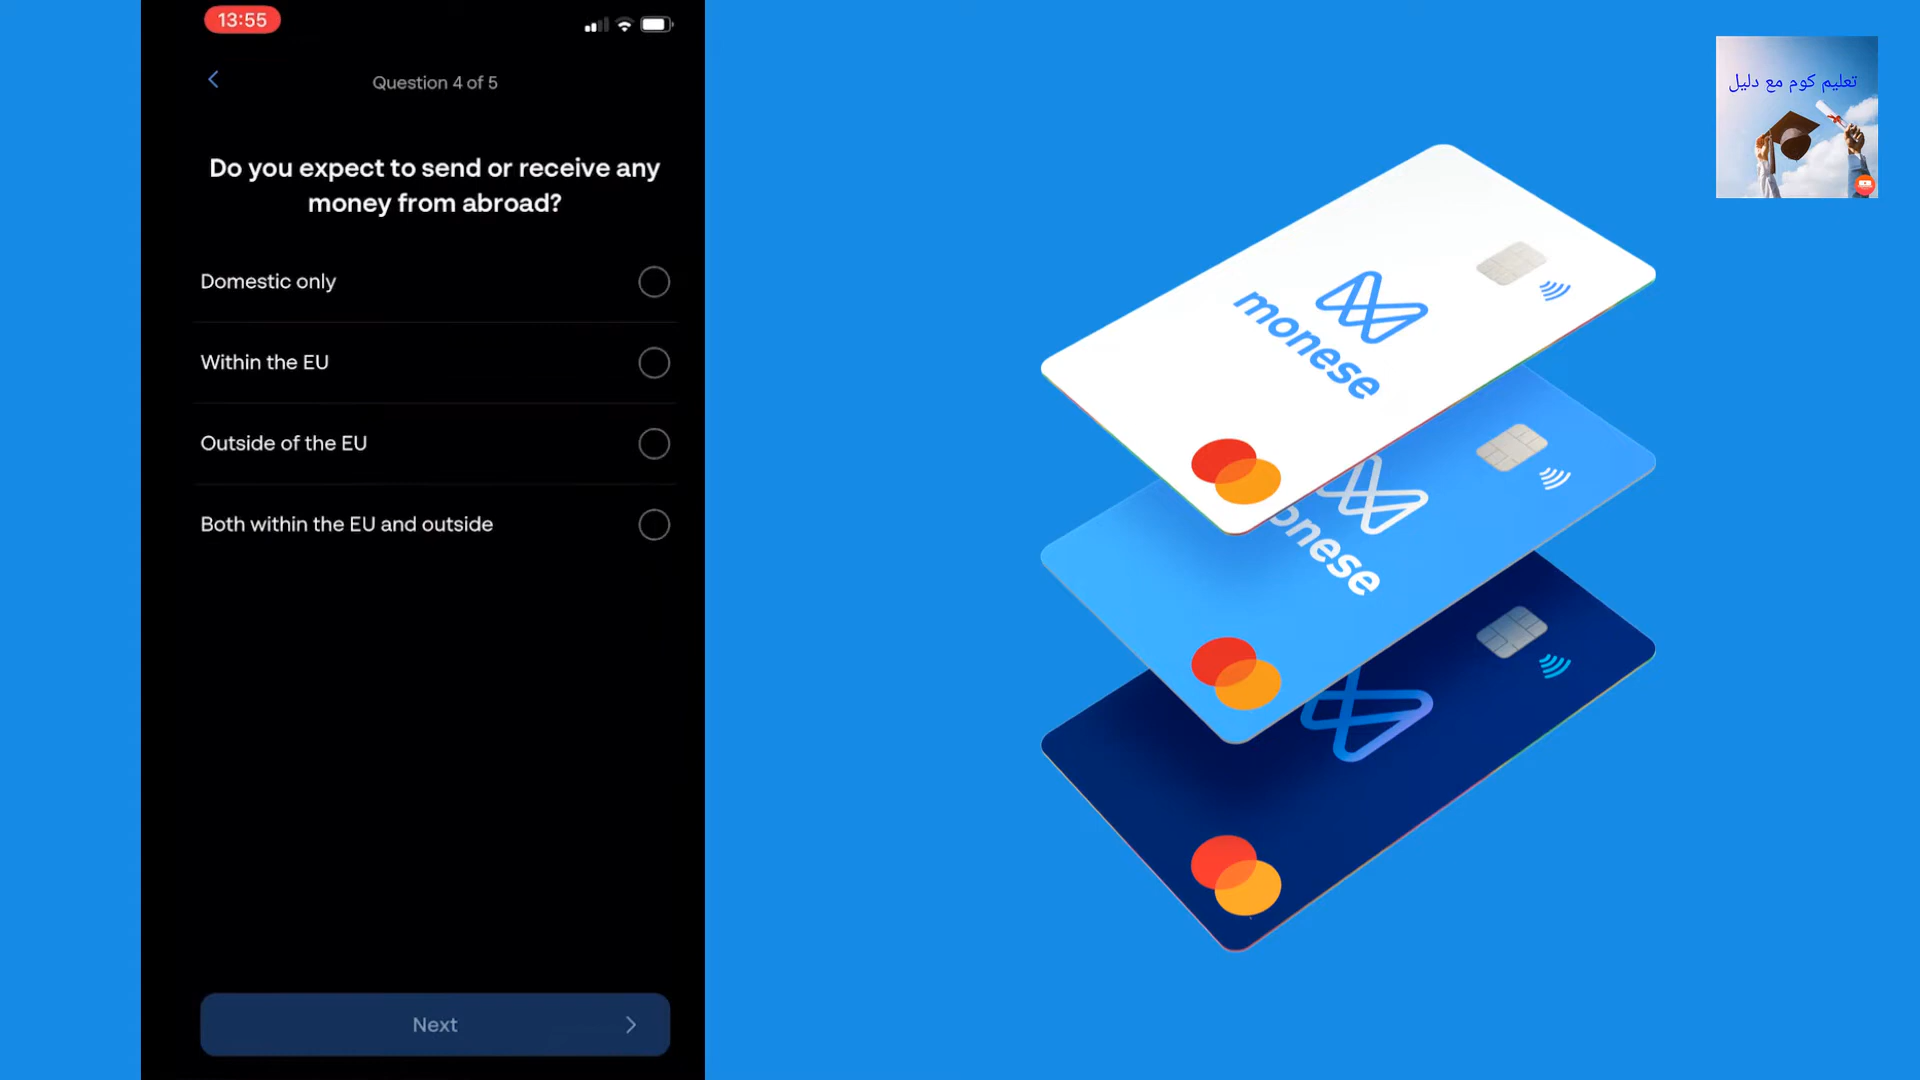 13:55
Question 4 of 5
Do you expect to send or receive any
money from abroad?
Domestic only
Within the EU
Outside of the EU
Both within the EU and outside
Next
تعليم كوم مع دليل
monese
onese